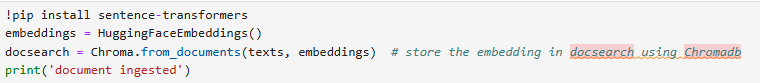 !pip install sentence-transformers
embeddings = HuggingFaceEmbeddings()
docsearch = Chroma.from_documents(texts, embeddings)  # store the embedding in docsearch using Chromadb
print('document ingested')